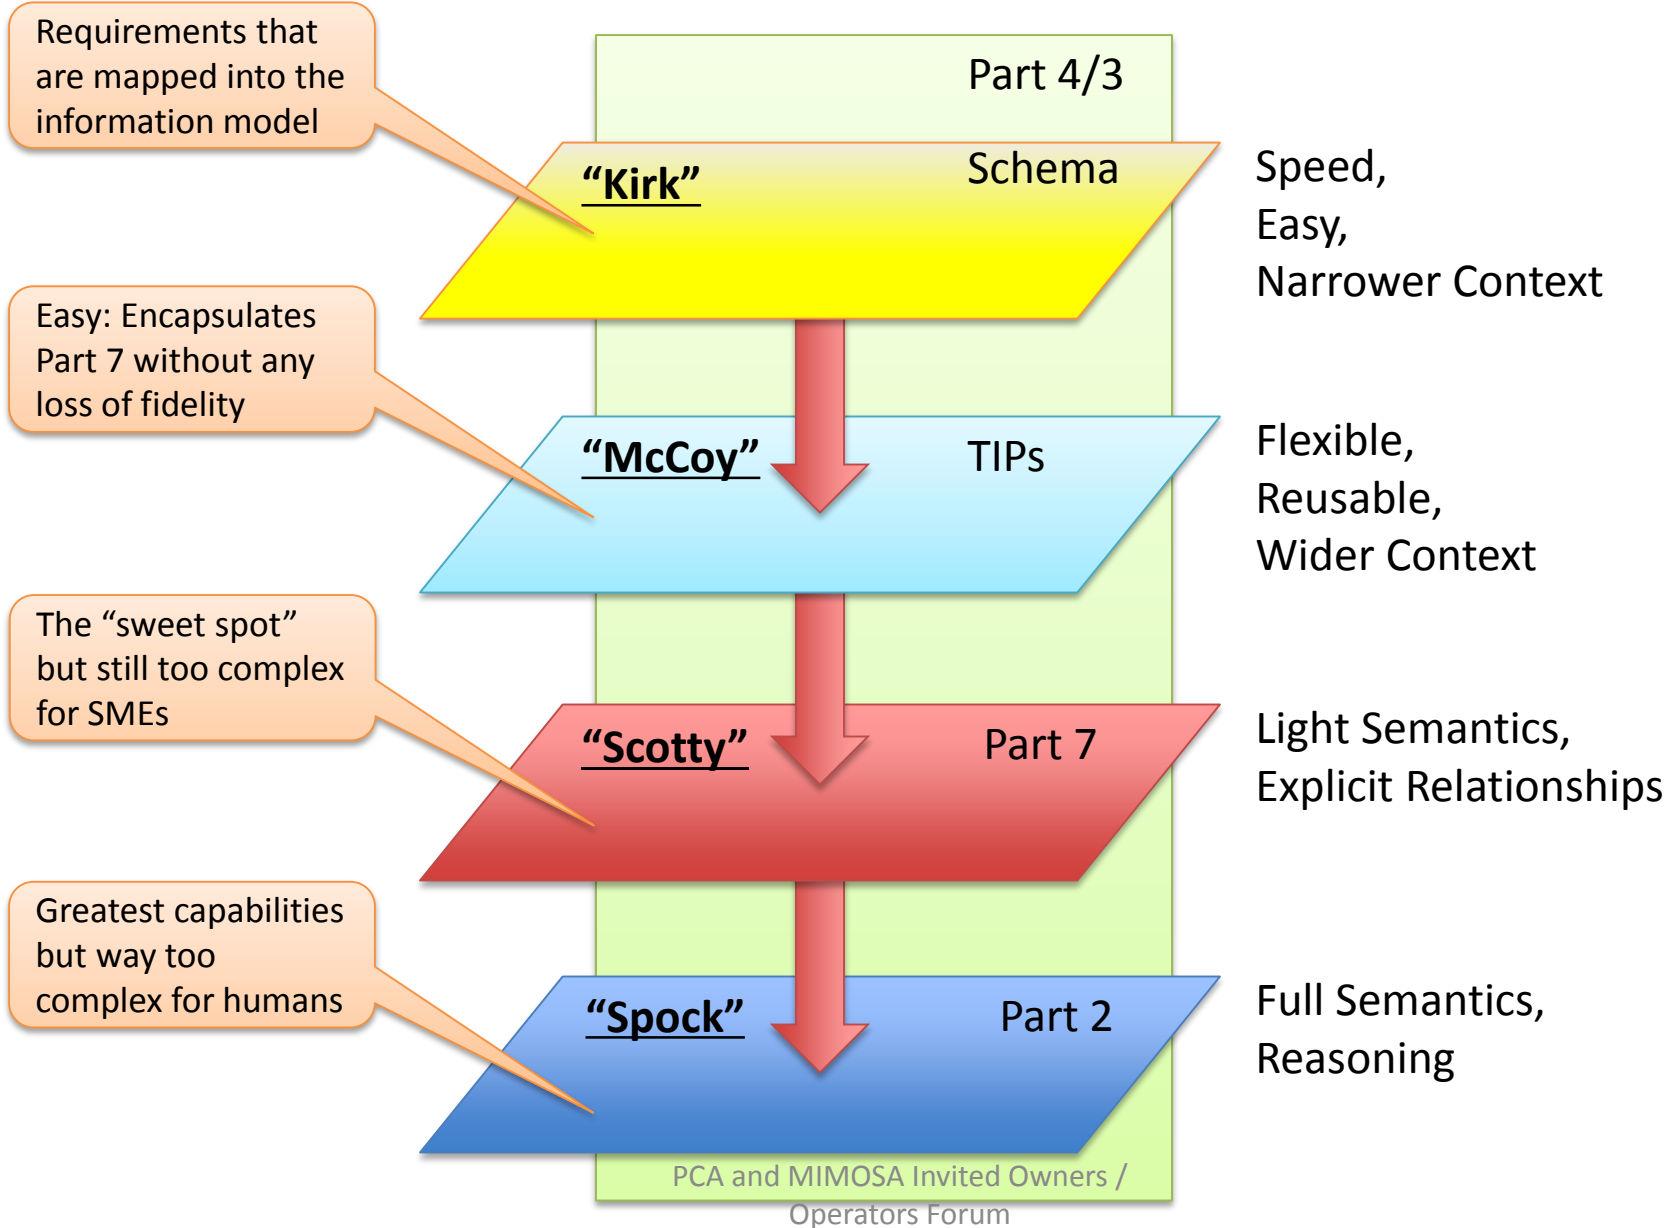 Requirements that
are mapped into the
information model
Part 4/3
“Kirk”
Schema
Speed,
Easy,
Narrower Context
Easy: Encapsulates
Part 7 without any
loss of fidelity
“McCoy”
TIPs
Flexible,
Reusable,
Wider Context
The “sweet spot”
but still too complex
for SMEs
“Scotty”
Part 7
Light Semantics,
Explicit Relationships
Greatest capabilities
but way too
complex for humans
“Spock”
Part 2
Full Semantics,
Reasoning
PCA and MIMOSA Invited Owners /
Operators Forum